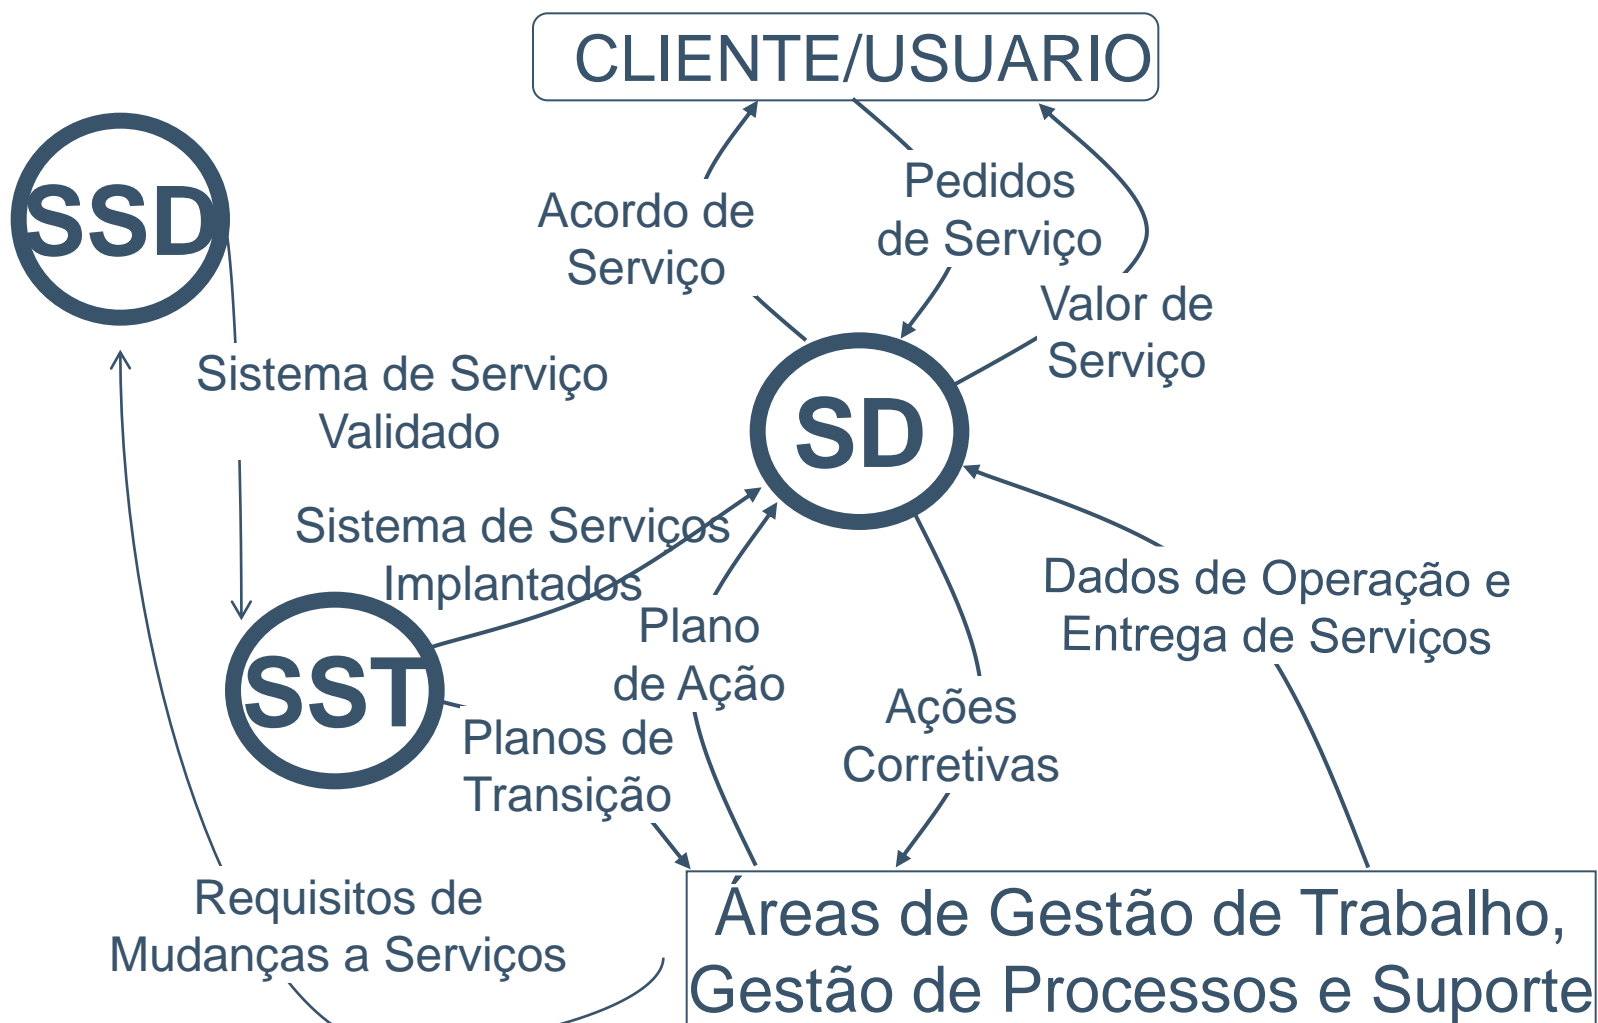 CLIENTE/USUARIO
SSD
Acordo de
Serviço
Pedidos
de Serviço
Valor de
Serviço
Sistema de Serviço
Validado
SD
Sistema de Serviços
Implantados
Dados de Operação e
Entrega de Serviços
SST
Plano
de Ação
Ações
Corretivas
Planos de
Transição
Requisitos de
Mudanças a Serviços
Áreas de Gestão de Trabalho,
Gestão de Processos e Suporte